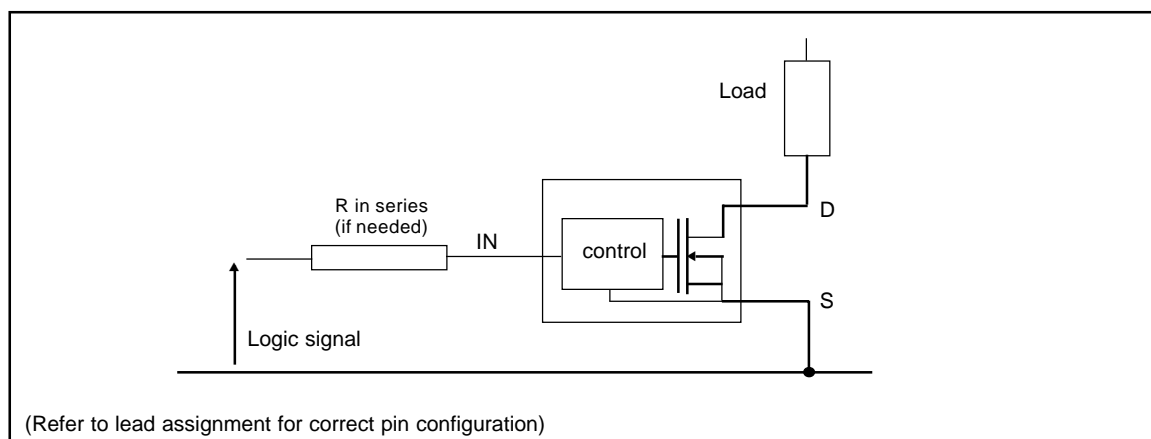 Load
R in series
(if needed)
IN
D
control
S
Logic signal
(Refer to lead assignment for correct pin configuration)